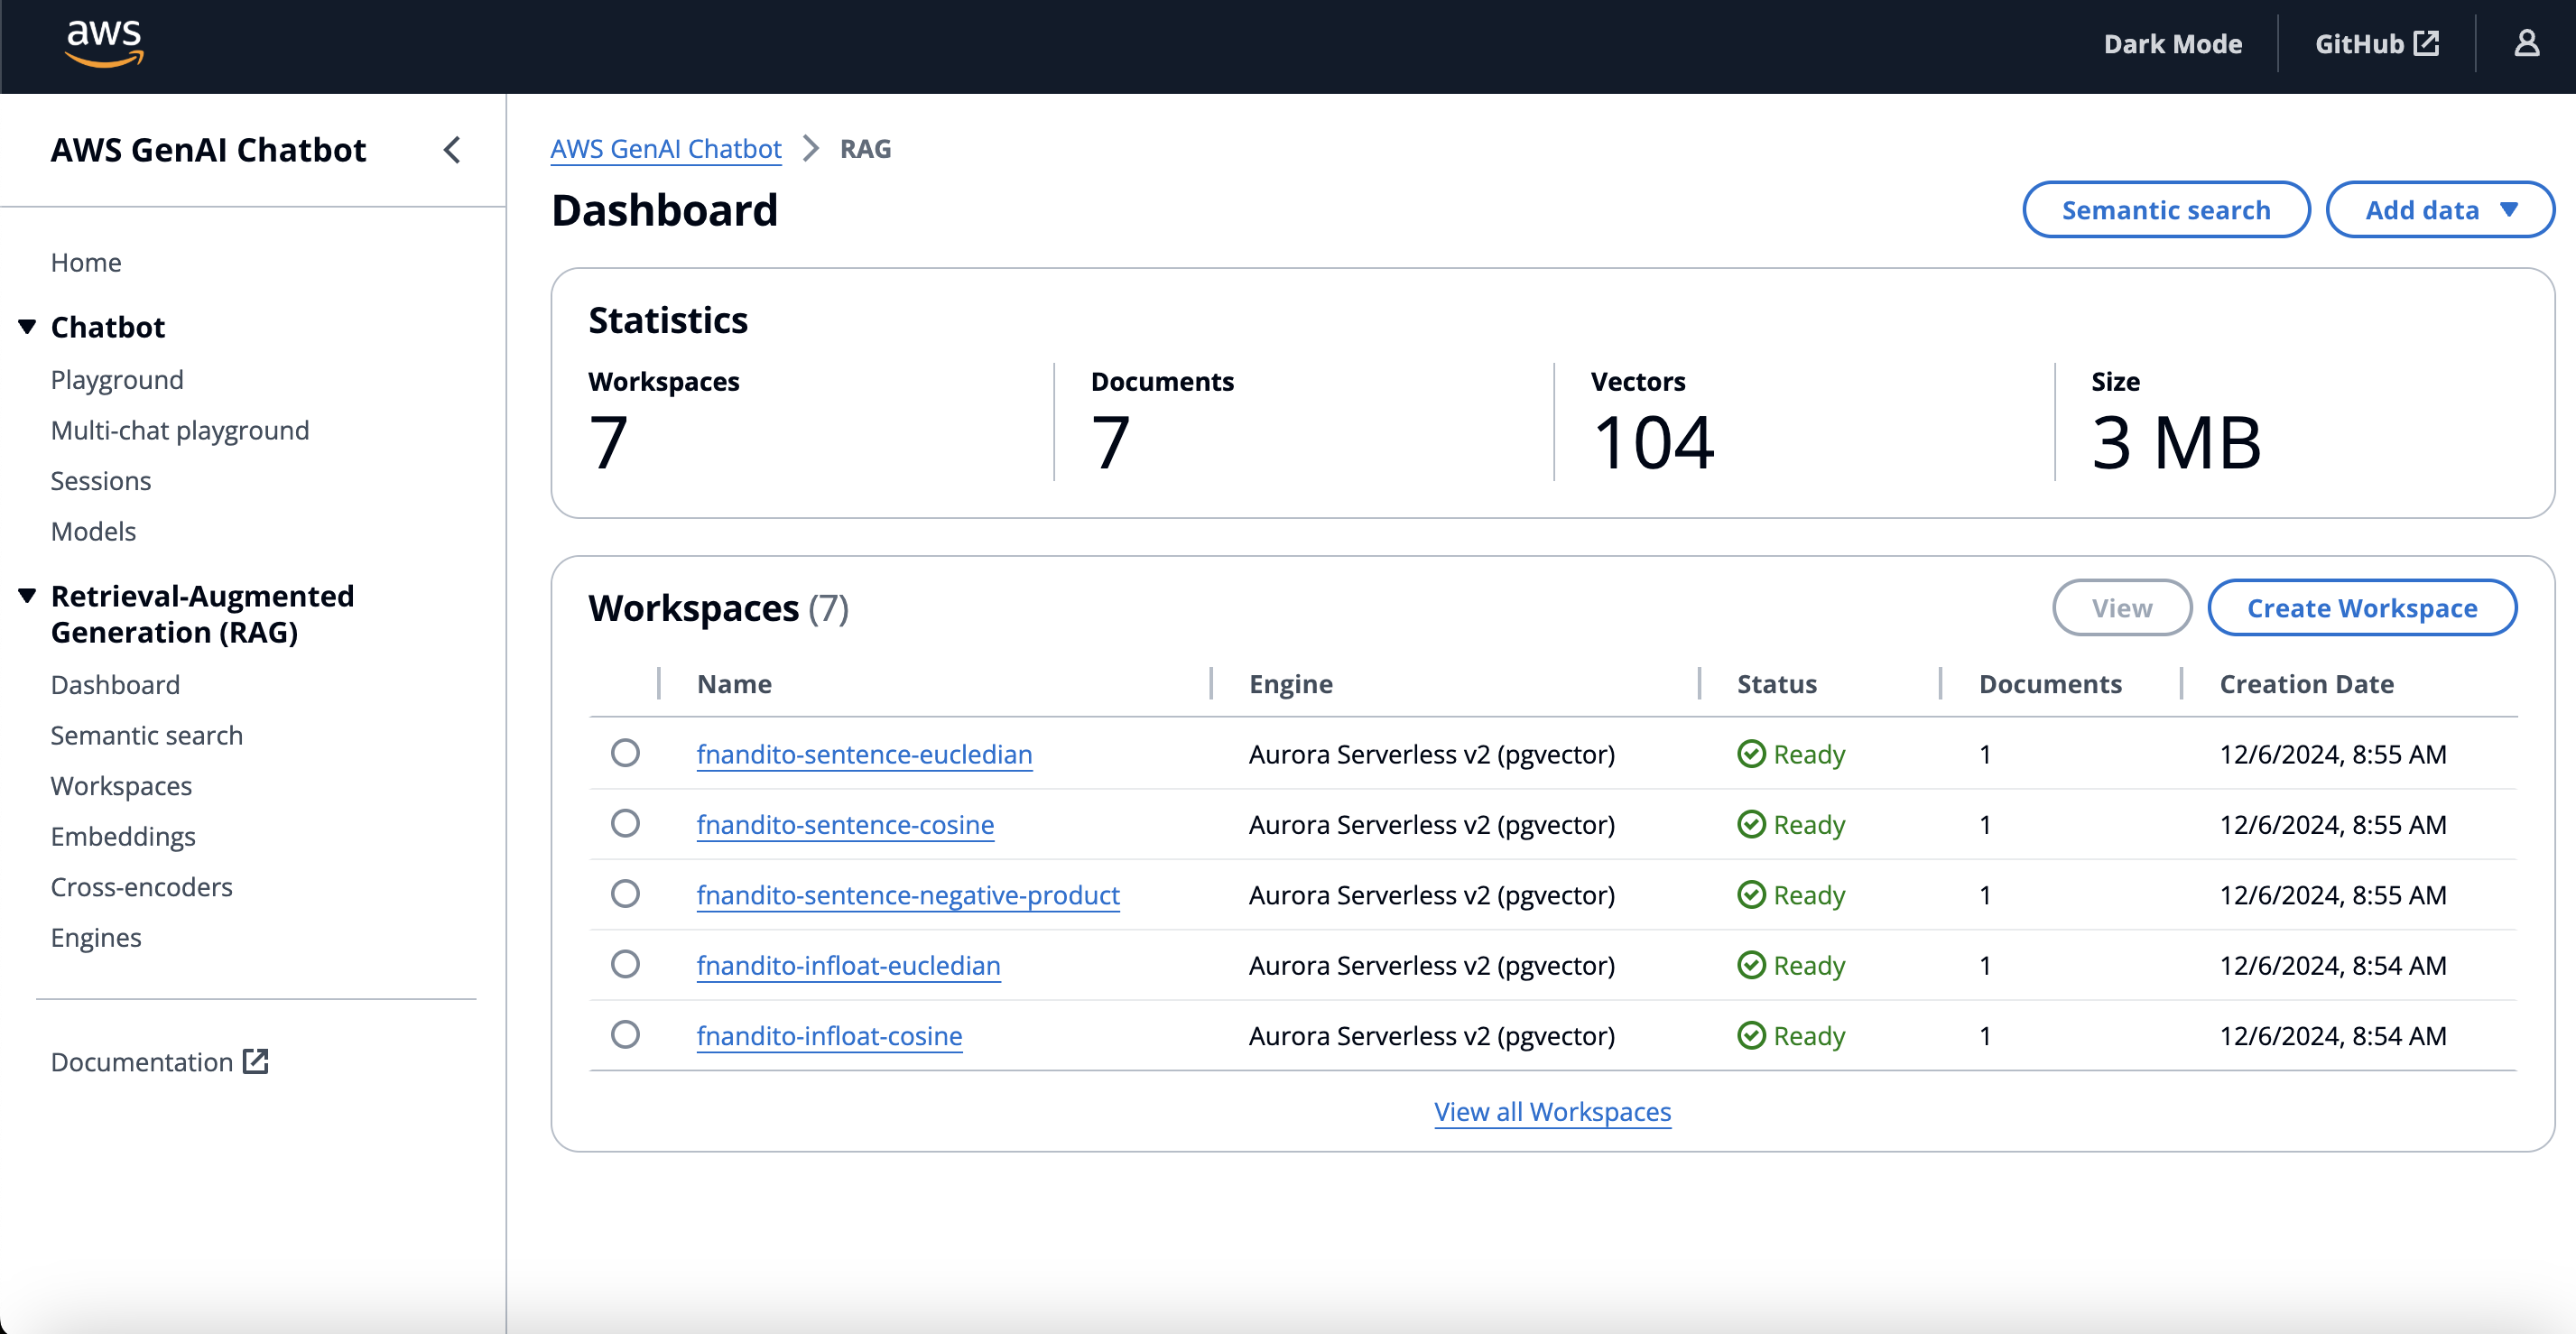 aws
Dark Mode
GitHub
AWS GenAI Chatbot
Home
Chatbot
Playground
Multi-chat playground
Sessions
Models
Retrieval-Augmented
Generation (RAG)
Dashboard
Semantic search
Workspaces
Embeddings
Cross-encoders
Engines
Documentation
AWS GenAI Chatbot RAG
Dashboard
Semantic search
Add data
Statistics
Workspaces Documents Vectors Size
7 7 104 3 MB
Workspaces (7)
View
Create Workspace
Name Engine Status Documents Creation Date
fnandito-sentence-eucledian Aurora Serverless v2 (pgvector) Ready 1 12/6/2024, 8:55 AM
fnandito-sentence-cosine Aurora Serverless v2 (pgvector) Ready 1 12/6/2024, 8:55 AM
fnandito-sentence-negative-product Aurora Serverless v2 (pgvector) Ready 1 12/6/2024, 8:55 AM
fnandito-infloat-eucledian Aurora Serverless v2 (pgvector) Ready 1 12/6/2024, 8:54 AM
fnandito-infloat-cosine Aurora Serverless v2 (pgvector) Ready 1 12/6/2024, 8:54 AM
View all Workspaces